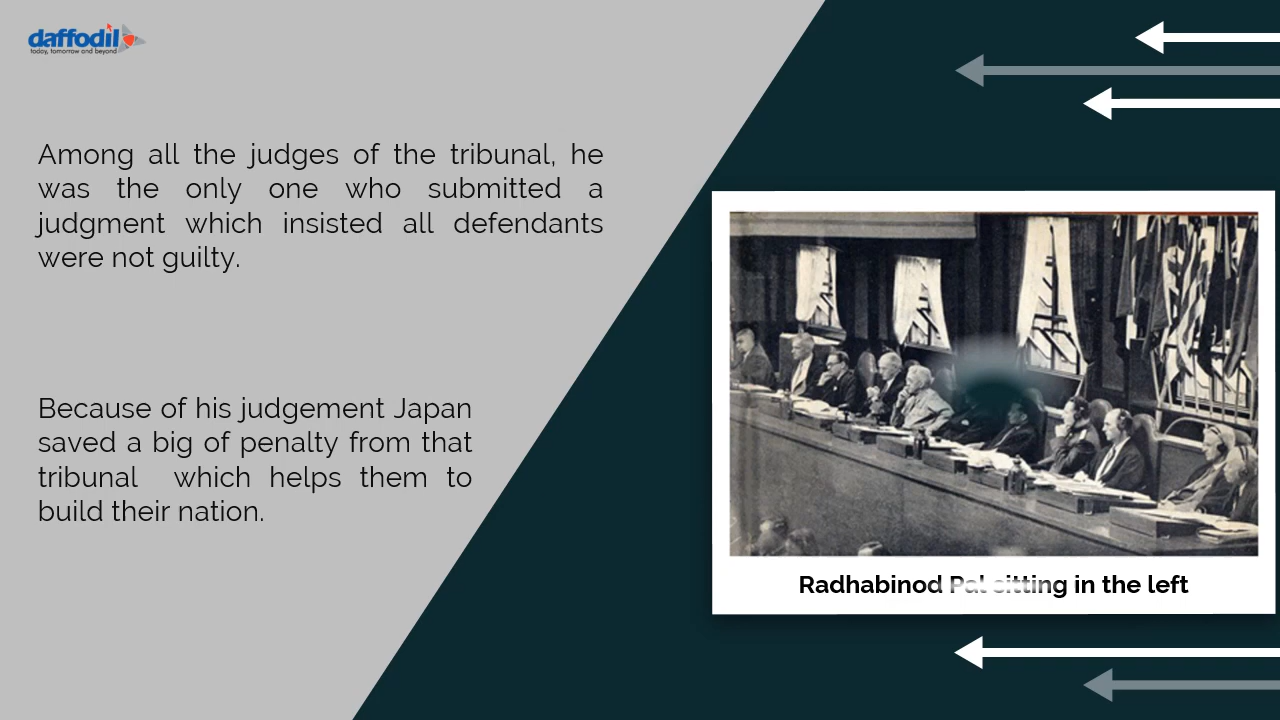 daffodil
today, tomorrow and beyond
Among all the judges of the tribunal, he
was the only one who submitted a
judgment which insisted all defendants
were not guilty.
Because of his judgement Japan
saved a big of penalty from that
tribunal which helps them to
build their nation.
Radhabinod Pal sitting in the left